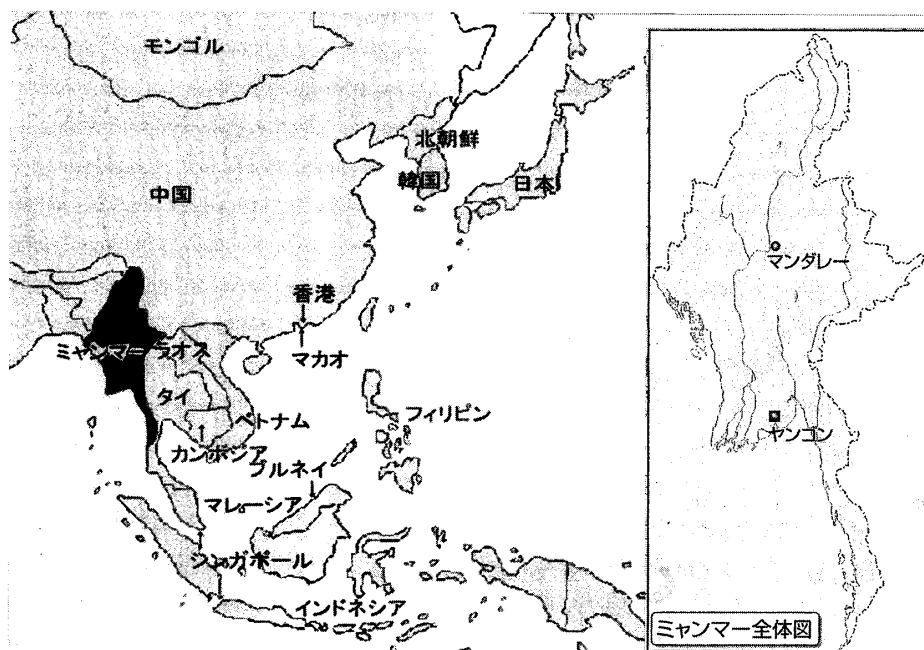 モンゴル
北朝鮮
韓国
日本
中国
香港
マカオ
ミャンマー
ラオス
タイ
ベトナム
カンボジア
フィリピン
ブルネイ
マレーシア
シンガポール
インドネシア
マンダレー
ヤンゴン
ミャンマー全体図